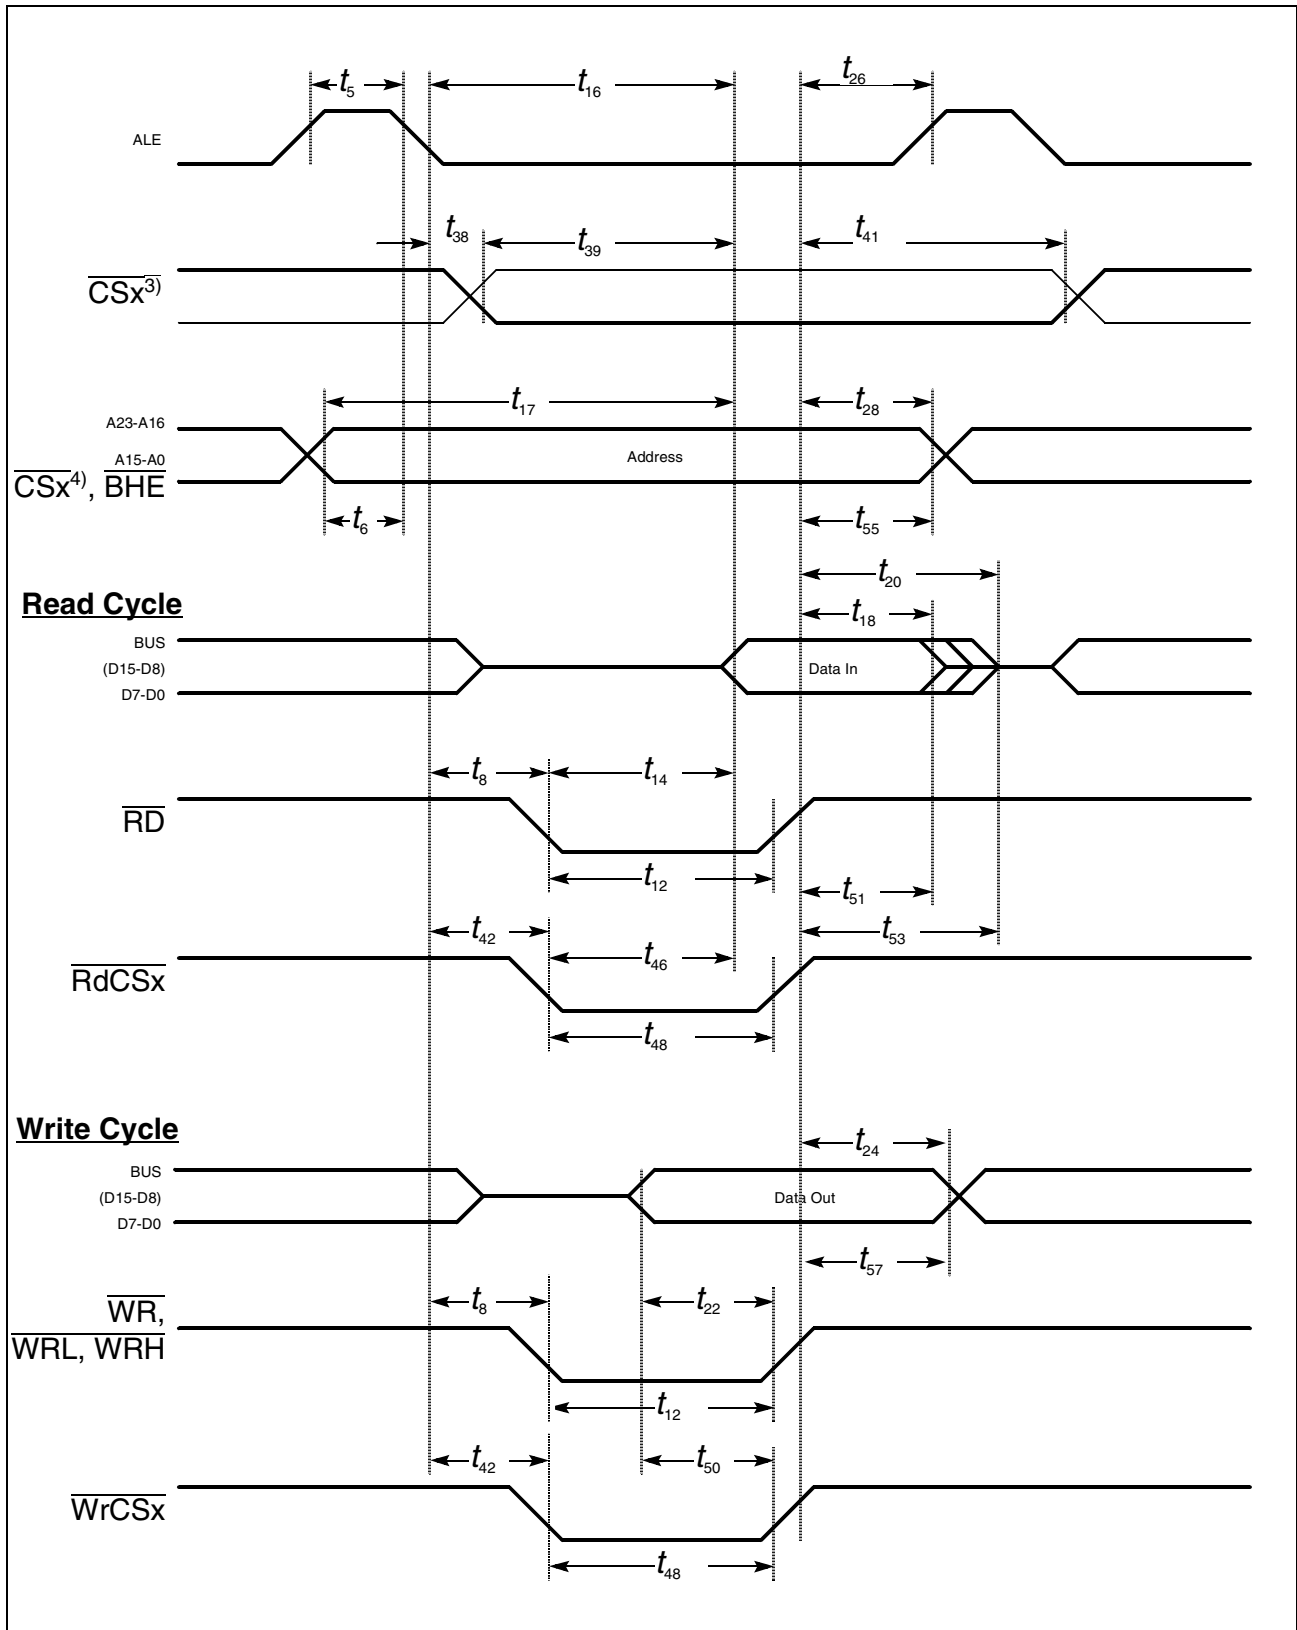 t5 t16 t26
ALE
t38 t39 t41
CSx3)
t17 t28
A23-A16
A15-A0
Address
CSx4), BHE
t6 t55
t20
Read Cycle
t18
BUS
(D15-D8)
Data In
D7-D0
t8 t14
RD
t12 t51
t42 t46 t53
RdCSx
t48
Write Cycle
t24
BUS
(D15-D8)
Data Out
D7-D0
t57
t8 t22
WR,
WRL, WRH
t12
t42 t50
WrCSx
t48